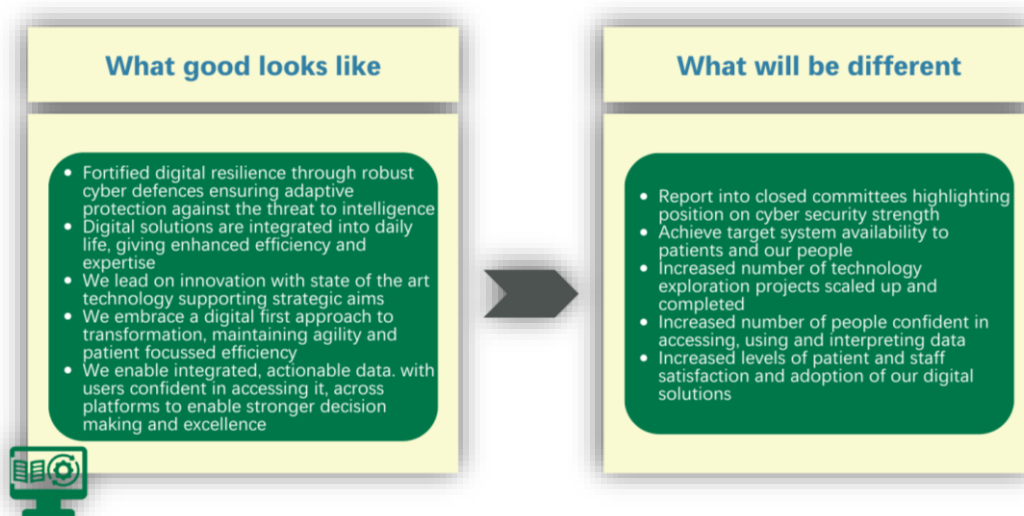 What good looks like
• Fortified digital resilience through robust
cyber defences ensuring adaptive
protection against the threat to intelligence
• Digital solutions are integrated into daily
life, giving enhanced efficiency and
expertise
• We lead on innovation with state of the art
technology supporting strategic aims
• We embrace a digital first approach to
transformation, maintaining agility and
patient focussed efficiency
• We enable integrated, actionable data. with
users confident in accessing it, across
platforms to enable stronger decision
making and excellence
What will be different
• Report into closed committees highlighting
position on cyber security strength
• Achieve target system availability to
patients and our people
• Increased number of technology
exploration projects scaled up and
completed
• Increased number of people confident in
accessing, using and interpreting data
• Increased levels of patient and staff
satisfaction and adoption of our digital
solutions